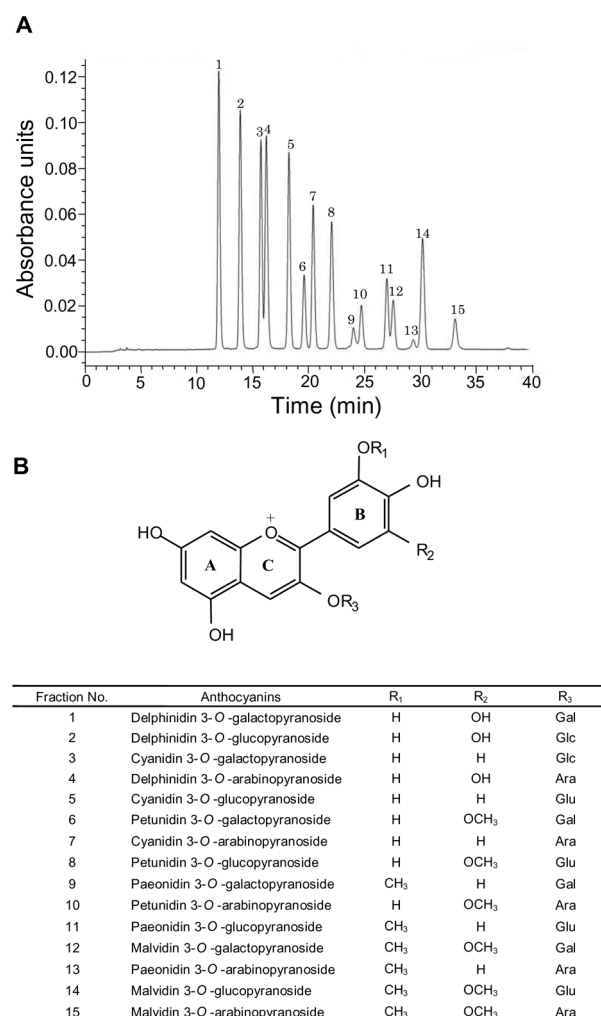 A
Absorbance units
0.12
0.10
0.08
0.06
0.04
0.02
0.00
1
2
3 4
5
6
7
8
9
10
11
12
13
14
15
0 5 10 15 20 25 30 35 40
Time (min)
B
OR1
OH
B
R2
+
O
HO
A
C
OR3
OH
Fraction No. Anthocyanins R1 R2 R3
1 Delphinidin 3-O -galactopyranoside H OH Gal
2 Delphinidin 3-O -glucopyranoside H OH Glc
3 Cyanidin 3-O -galactopyranoside H H Glc
4 Delphinidin 3-O -arabinopyranoside H OH Ara
5 Cyanidin 3-O -glucopyranoside H H Glu
6 Petunidin 3-O -galactopyranoside H OCH3 Gal
7 Cyanidin 3-O -arabinopyranoside H H Ara
8 Petunidin 3-O -glucopyranoside H OCH3 Glu
9 Paeonidin 3-O -galactopyranoside CH3 H Gal
10 Petunidin 3-O -arabinopyranoside H OCH3 Ara
11 Paeonidin 3-O -glucopyranoside CH3 H Glu
12 Malvidin 3-O -galactopyranoside CH3 OCH3 Gal
13 Paeonidin 3-O -arabinopyranoside CH3 H Ara
14 Malvidin 3-O -glucopyranoside CH3 OCH3 Glu
15 Malvidin 3-O -arabinopyranoside CH3 OCH3 Ara